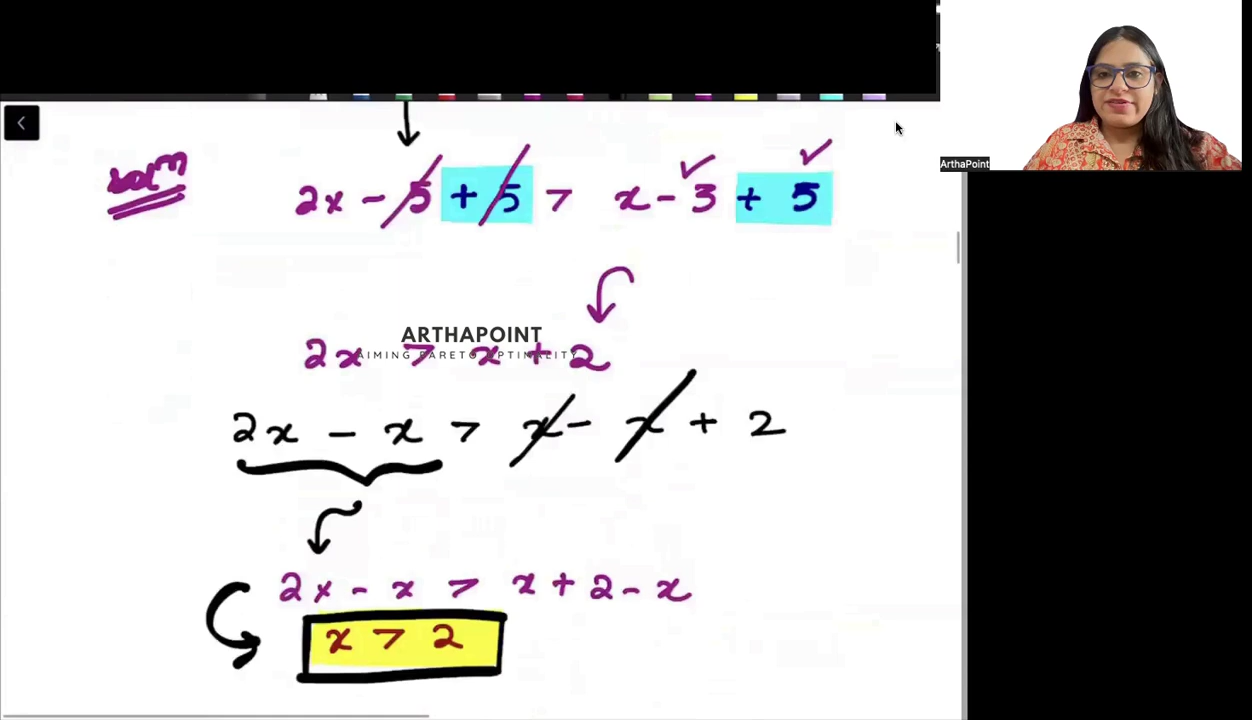 ArthaPoint
Soln
2x - 5 + 5 > x - 3 + 5
ARTHAPOINT
AIMING PARETO OPTIMALITY
2x > x + 2
2x - x > x - x + 2
2x - x > x + 2 - x
x > 2